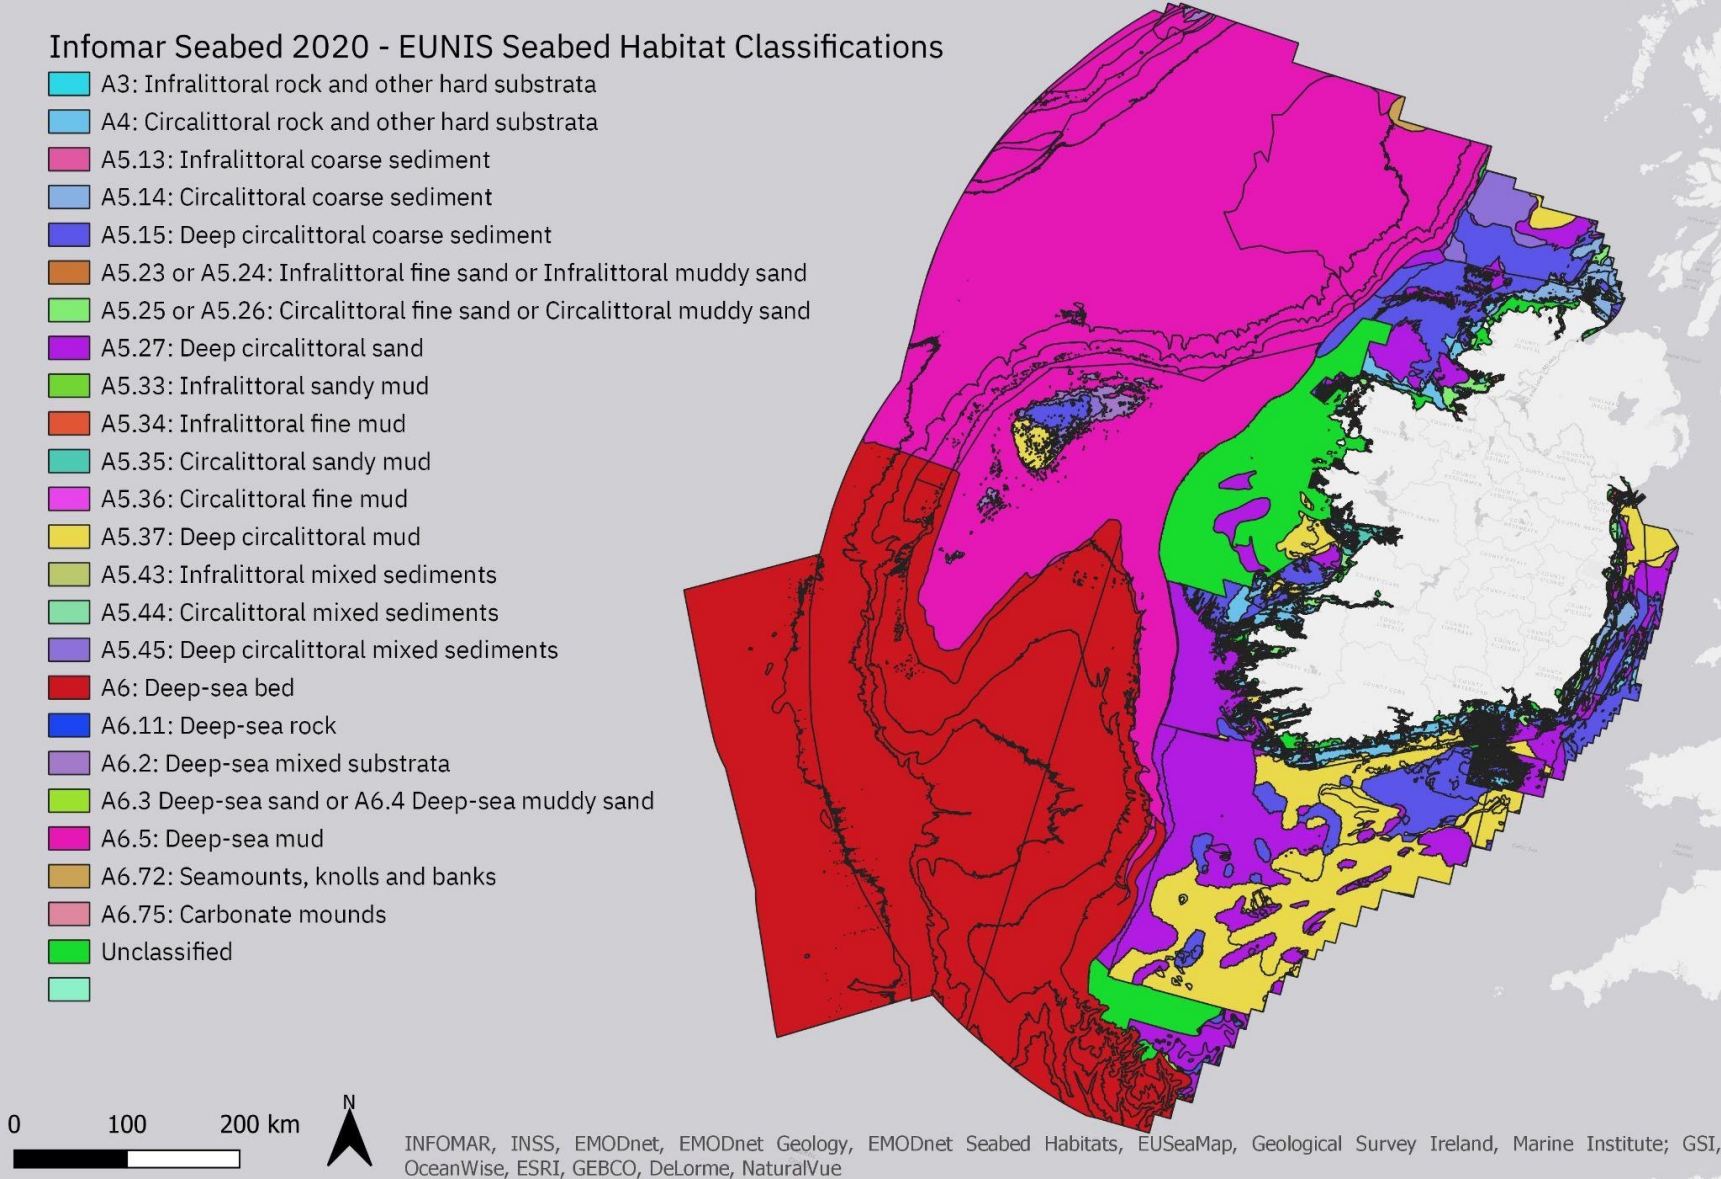 Infomar Seabed 2020 - EUNIS Seabed Habitat Classifications
A3: Infralittoral rock and other hard substrata
A4: Circalittoral rock and other hard substrata
A5.13: Infralittoral coarse sediment
A5.14: Circalittoral coarse sediment
A5.15: Deep circalittoral coarse sediment
A5.23 or A5.24: Infralittoral fine sand or Infralittoral muddy sand
A5.25 or A5.26: Circalittoral fine sand or Circalittoral muddy sand
A5.27: Deep circalittoral sand
A5.33: Infralittoral sandy mud
A5.34: Infralittoral fine mud
A5.35: Circalittoral sandy mud
A5.36: Circalittoral fine mud
A5.37: Deep circalittoral mud
A5.43: Infralittoral mixed sediments
A5.44: Circalittoral mixed sediments
A5.45: Deep circalittoral mixed sediments
A6: Deep-sea bed
A6.11: Deep-sea rock
A6.2: Deep-sea mixed substrata
A6.3 Deep-sea sand or A6.4 Deep-sea muddy sand
A6.5: Deep-sea mud
A6.72: Seamounts, knolls and banks
A6.75: Carbonate mounds
Unclassified
0 100 200 km
N
INFOMAR, INSS, EMODnet, EMODnet Geology, EMODnet Seabed Habitats, EUSeaMap, Geological Survey Ireland, Marine Institute; GSI,
OceanWise, ESRI, GEBCO, DeLorme, NaturalVue